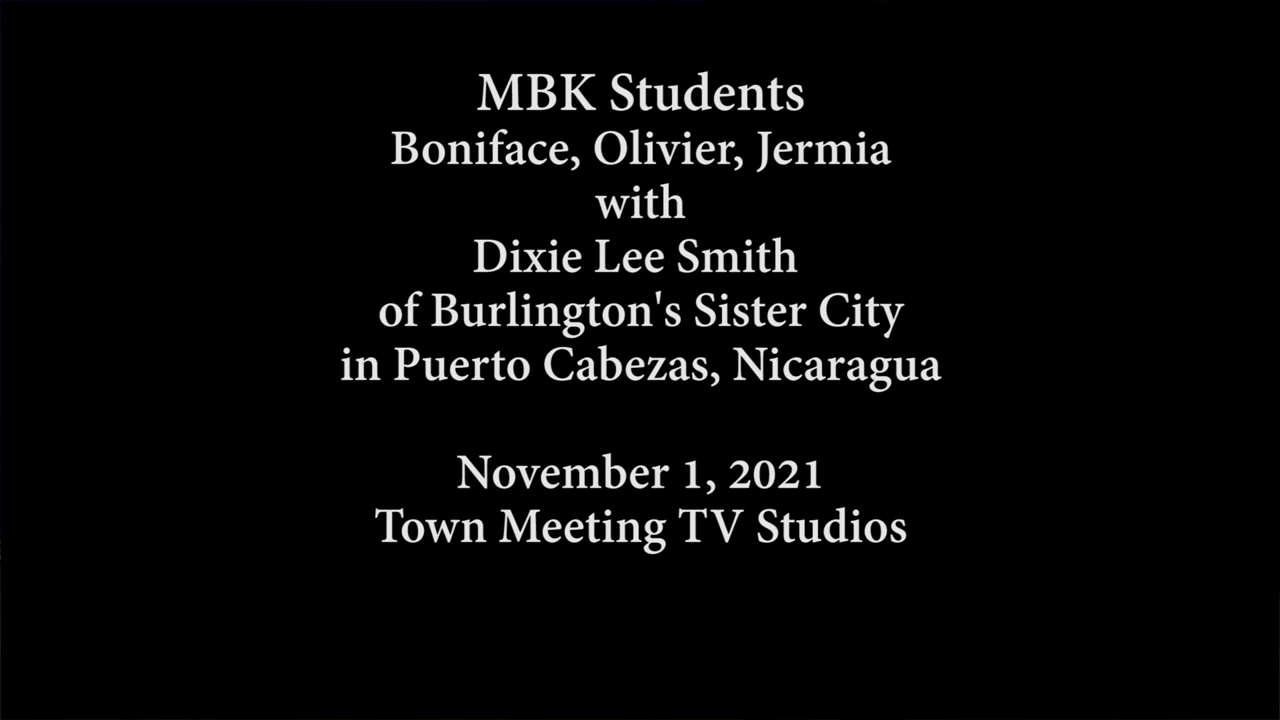 MBK Students
Boniface, Olivier, Jermia
with
Dixie Lee Smith
of Burlington's Sister City
in Puerto Cabezas, Nicaragua
November 1, 2021
Town Meeting TV Studios